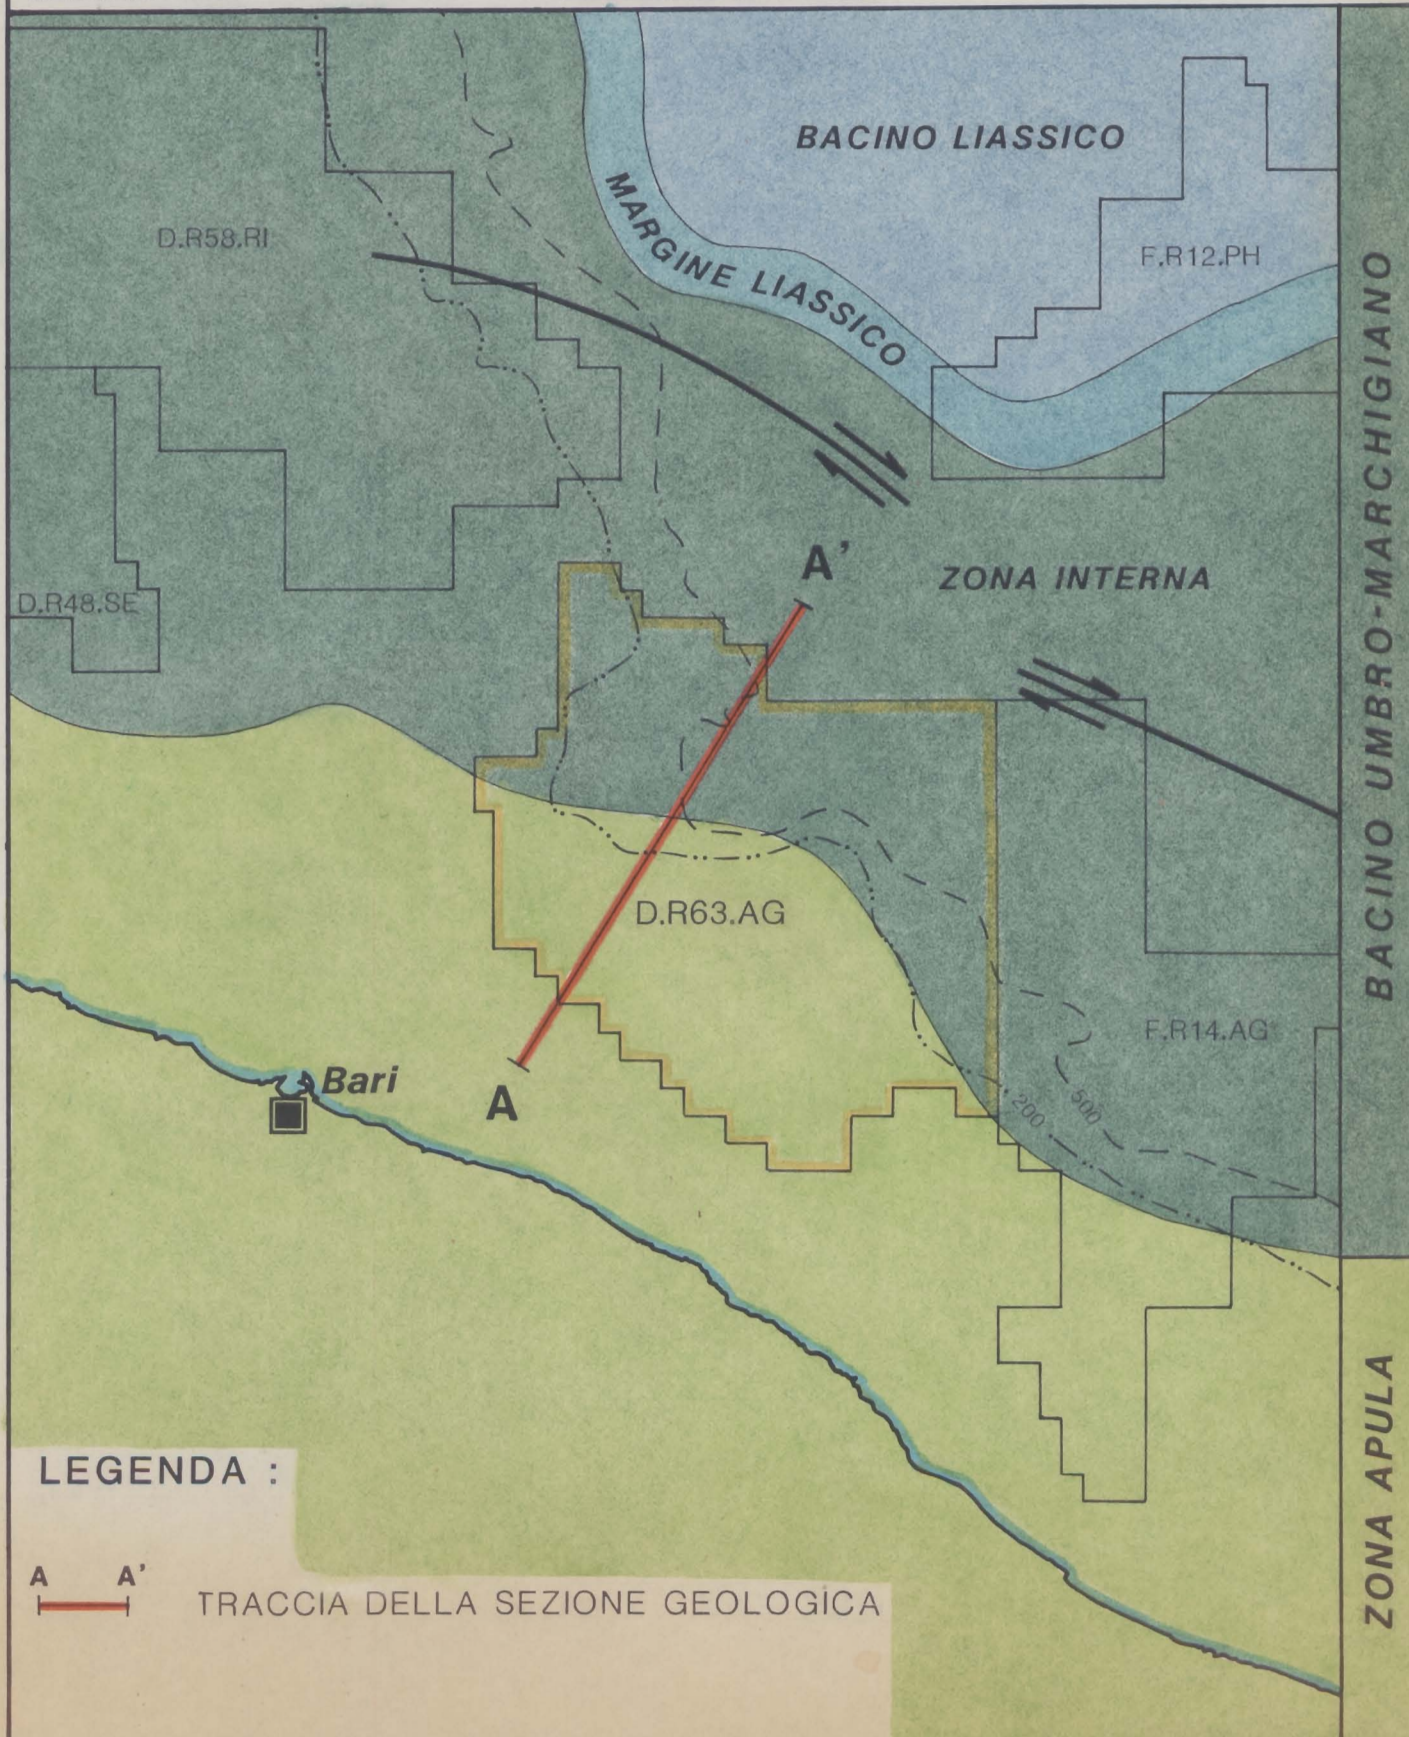 BACINO LIASSICO
MARGINE LIASSICO
D.R58.RI
F.R12.PH
BACINO UMBRO-MARCHIGIANO
A'
ZONA INTERNA
D.R48.SE
D.R63.AG
F.R14.AG
Bari
A
200
500
ZONA APULA
LEGENDA :
A A'
TRACCIA DELLA SEZIONE GEOLOGICA